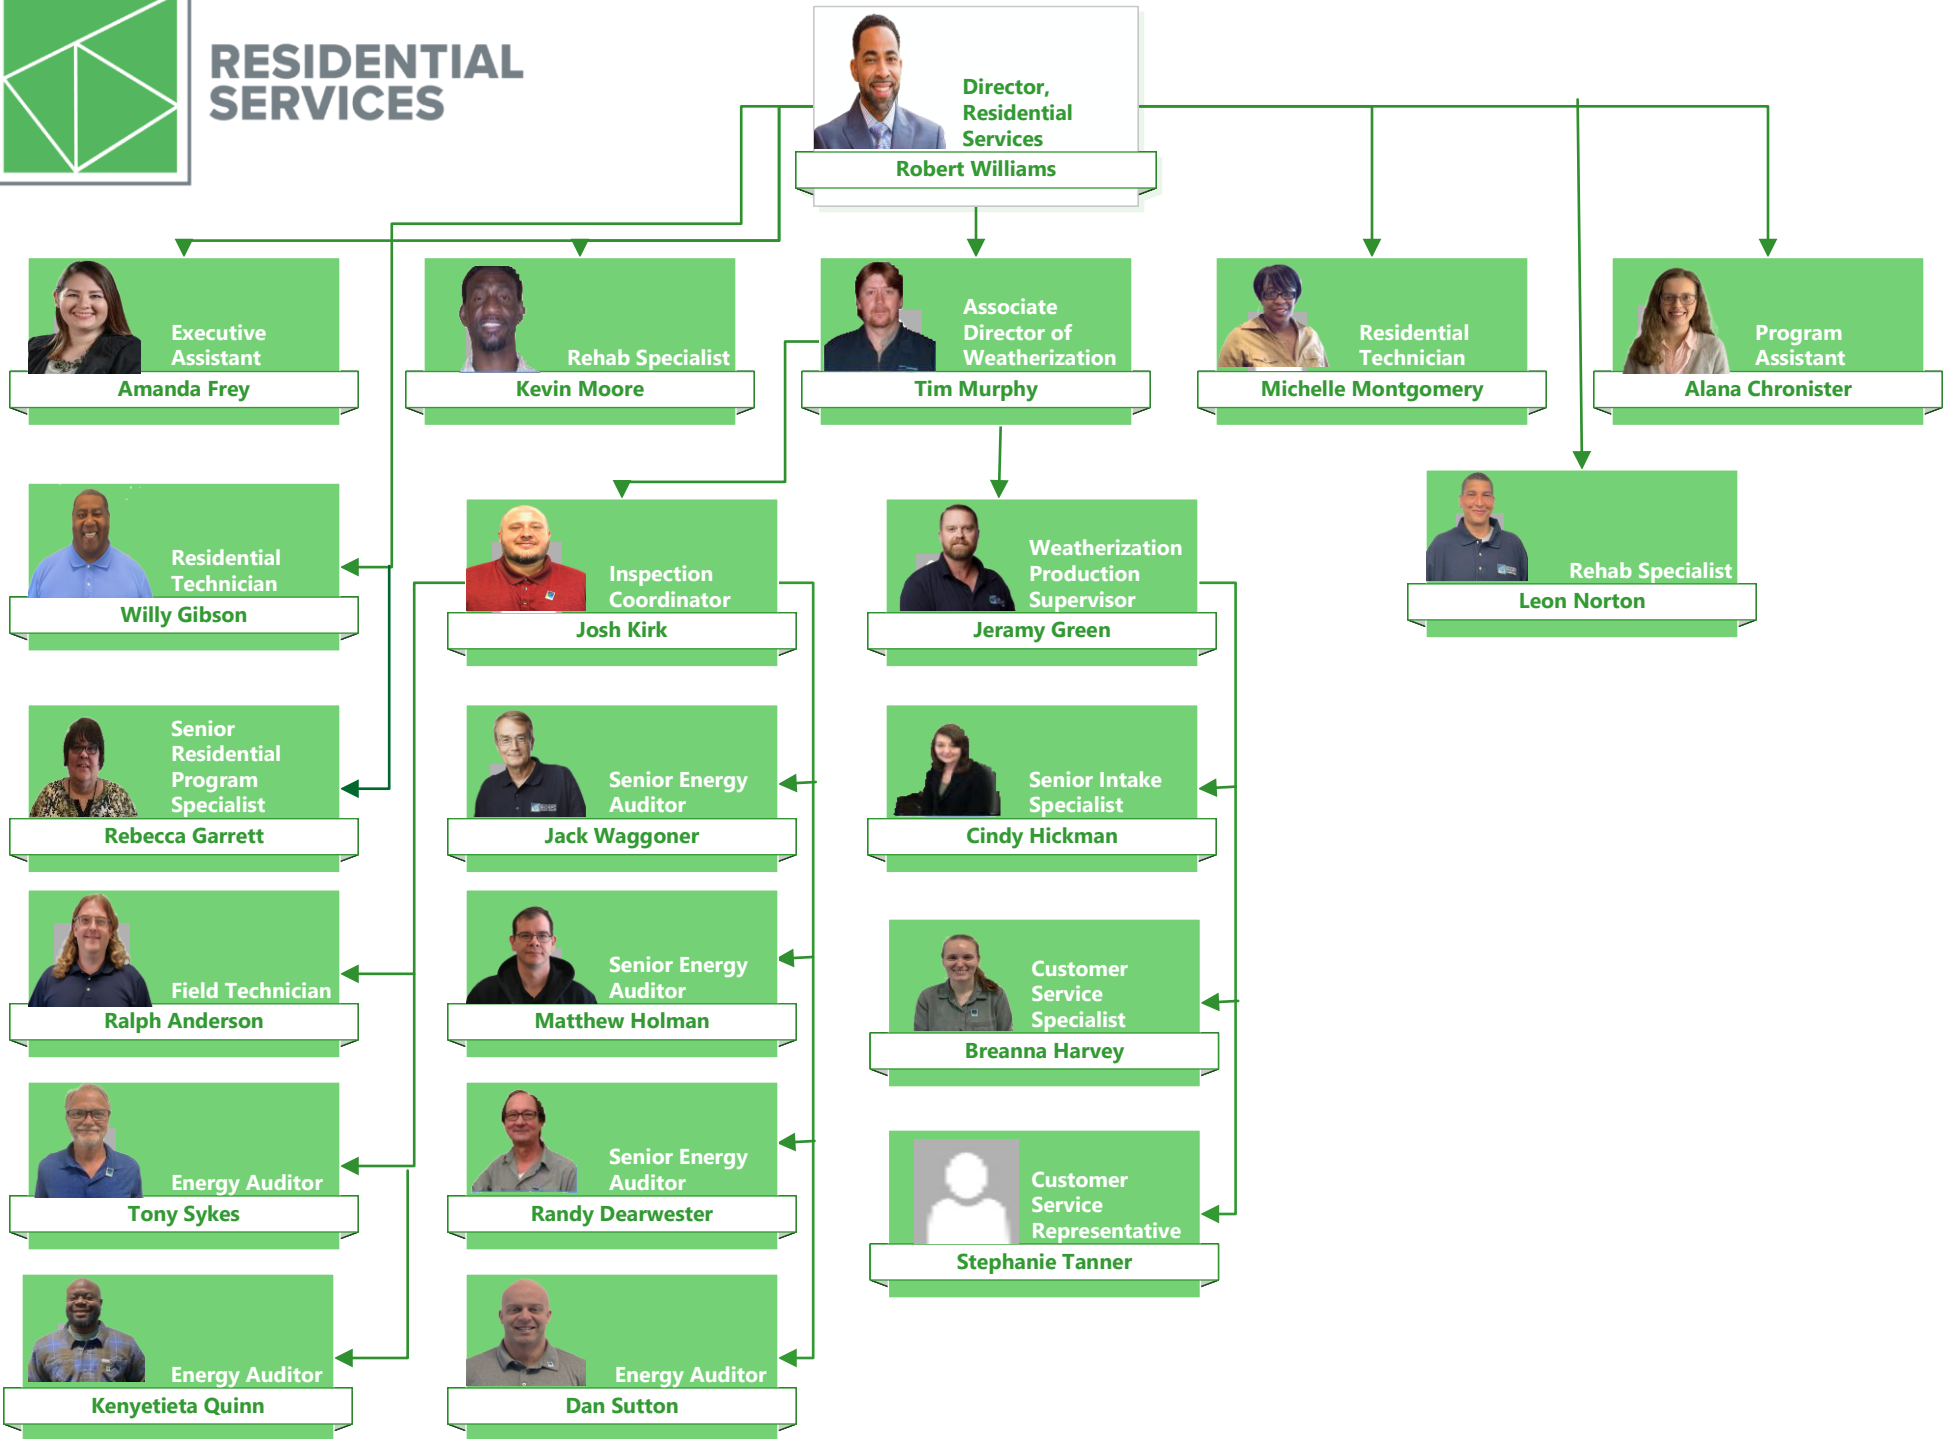 RESIDENTIAL
SERVICES
Director,
Residential
Services
Robert Williams
Executive
Assistant
Amanda Frey
Rehab Specialist
Kevin Moore
Associate
Director of
Weatherization
Tim Murphy
Residential
Technician
Michelle Montgomery
Program
Assistant
Alana Chronister
Residential
Technician
Willy Gibson
Inspection
Coordinator
Josh Kirk
Weatherization
Production
Supervisor
Jeramy Green
Rehab Specialist
Leon Norton
Senior
Residential
Program
Specialist
Rebecca Garrett
Senior Energy
Auditor
Jack Waggoner
Senior Intake
Specialist
Cindy Hickman
Field Technician
Ralph Anderson
Senior Energy
Auditor
Matthew Holman
Customer
Service
Specialist
Breanna Harvey
Energy Auditor
Tony Sykes
Senior Energy
Auditor
Randy Dearwester
Customer
Service
Representative
Stephanie Tanner
Energy Auditor
Kenyetieta Quinn
Energy Auditor
Dan Sutton